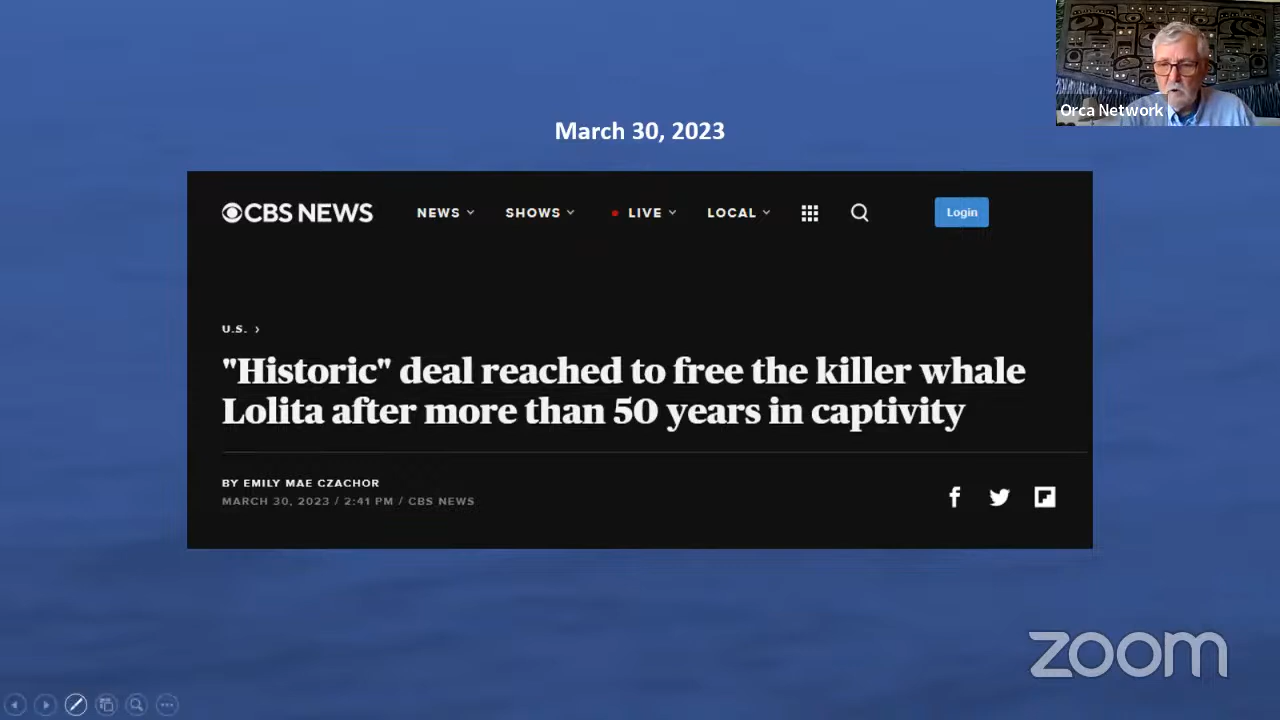 Orca Network
March 30, 2023
CBS NEWS
NEWS
SHOWS
LIVE
LOCAL
Login
U.S. ›
"Historic" deal reached to free the killer whale
Lolita after more than 50 years in captivity
BY EMILY MAE CZACHOR
MARCH 30, 2023 / 2:41 PM / CBS NEWS
zoom